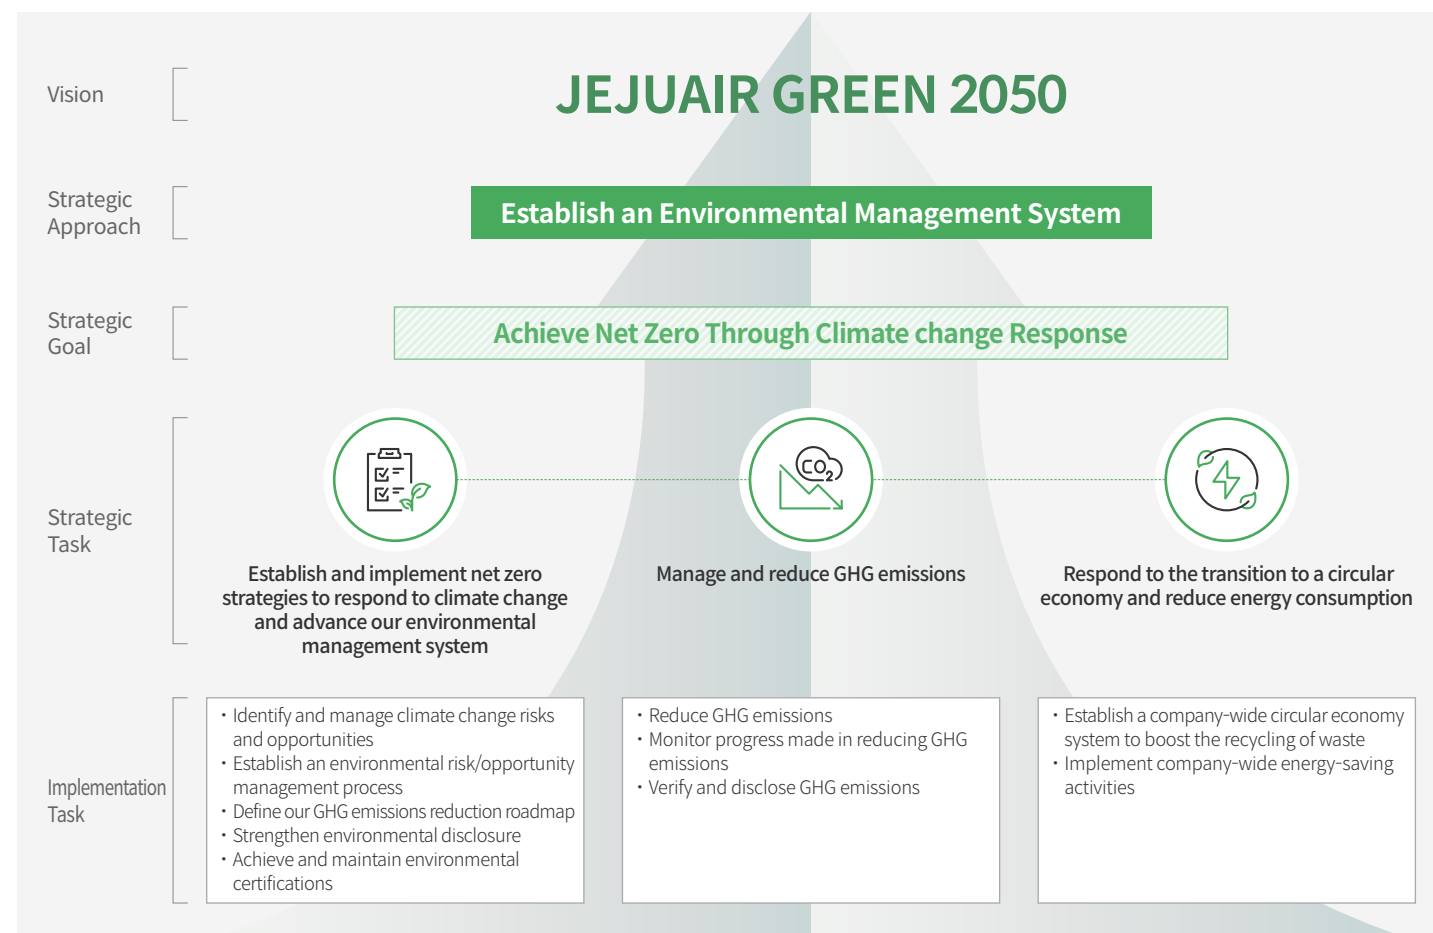 Vision
JEJUAIR GREEN 2050
Strategic
Approach
Establish an Environmental Management System
Strategic
Goal
Achieve Net Zero Through Climate change Response
Strategic
Task
CO2
Establish and implement net zero
strategies to respond to climate change
and advance our environmental
management system
Manage and reduce GHG emissions
Respond to the transition to a circular
economy and reduce energy consumption
Implementation
Task
・Identify and manage climate change risks
and opportunities
・Establish an environmental risk/opportunity
management process
・Define our GHG emissions reduction roadmap
・Strengthen environmental disclosure
・Achieve and maintain environmental
certifications
・Reduce GHG emissions
・Monitor progress made in reducing GHG
emissions
・Verify and disclose GHG emissions
・Establish a company-wide circular economy
system to boost the recycling of waste
・Implement company-wide energy-saving
activities